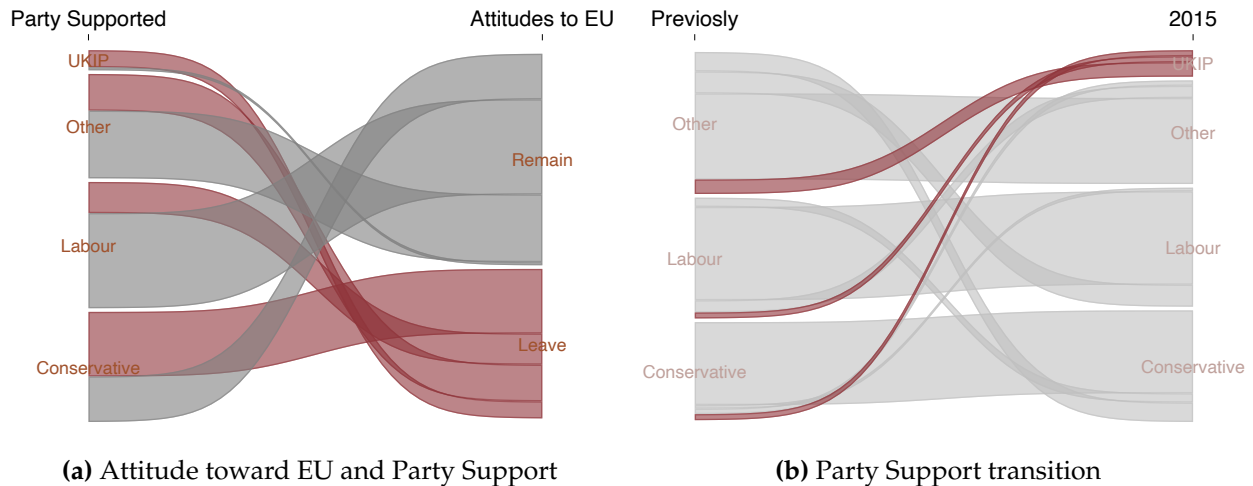 Party Supported
Attitudes to EU
UKIP
Other
Remain
Labour
Leave
Conservative
(a) Attitude toward EU and Party Support
Previosly
2015
UKIP
Other
Other
Labour
Labour
Conservative
Conservative
(b) Party Support transition